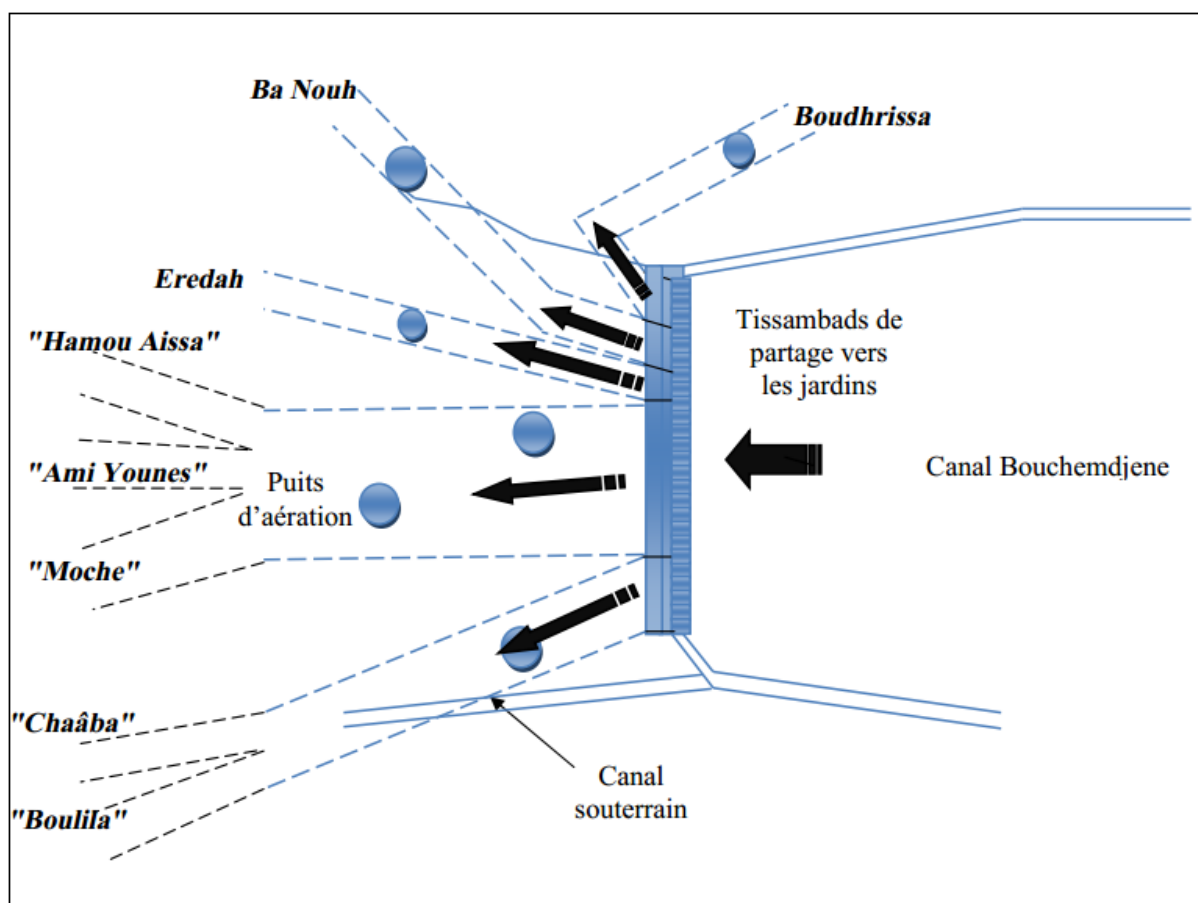 Ba Nouh
Boudhrissa
Eredah
"Hamou Aissa"
Tissambads de
partage vers
les jardins
"Ami Younes"
Puits
d'aération
Canal Bouchemdjene
"Moche"
"Chaâba"
Canal
souterrain
"Boulila"